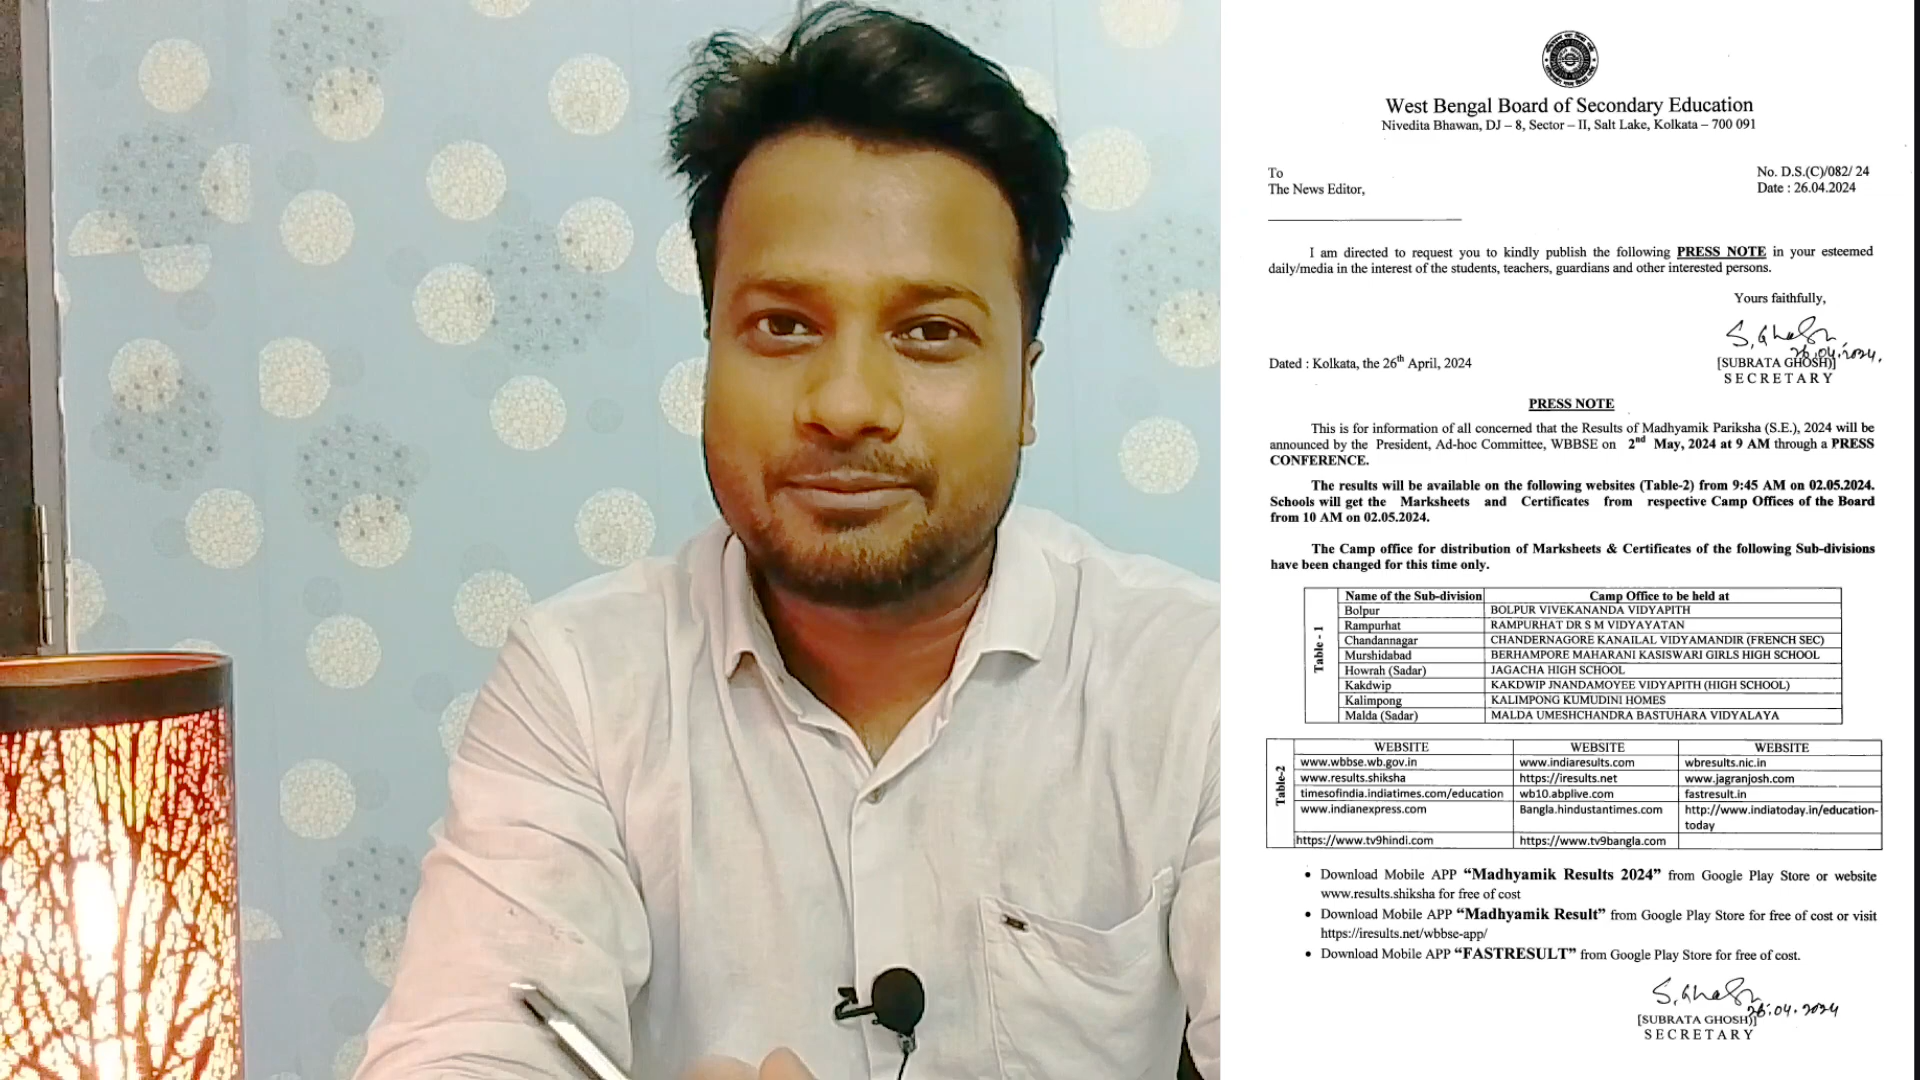 West Bengal Board of Secondary Education
Nivedita Bhawan, DJ – 8, Sector – II, Salt Lake, Kolkata – 700 091
To
No. D.S.(C)/082/ 24
The News Editor,
Date : 26.04.2024
I am directed to request you to kindly publish the following PRESS NOTE in your esteemed
daily/media in the interest of the students, teachers, guardians and other interested persons.
Yours faithfully,
S. Ghosh
26.04.2024.
Dated : Kolkata, the 26th April, 2024
[SUBRATA GHOSH)]
SECRETARY
PRESS NOTE
This is for information of all concerned that the Results of Madhyamik Pariksha (S.E.), 2024 will be
announced by the President, Ad-hoc Committee, WBBSE on 2nd May, 2024 at 9 AM through a PRESS
CONFERENCE.
The results will be available on the following websites (Table-2) from 9:45 AM on 02.05.2024.
Schools will get the Marksheets and Certificates from respective Camp Offices of the Board
from 10 AM on 02.05.2024.
The Camp office for distribution of Marksheets & Certificates of the following Sub-divisions
have been changed for this time only.
Table - 1
Name of the Sub-division Camp Office to be held at
Bolpur BOLPUR VIVEKANANDA VIDYAPITH
Rampurhat RAMPURHAT DR S M VIDYAYATAN
Chandannagar CHANDERNAGORE KANAILAL VIDYAMANDIR (FRENCH SEC)
Murshidabad BERHAMPORE MAHARANI KASISWARI GIRLS HIGH SCHOOL
Howrah (Sadar) JAGACHA HIGH SCHOOL
Kakdwip KAKDWIP JNANDAMOYEE VIDYAPITH (HIGH SCHOOL)
Kalimpong KALIMPONG KUMUDINI HOMES
Malda (Sadar) MALDA UMESHCHANDRA BASTUHARA VIDYALAYA
Table-2
WEBSITE WEBSITE WEBSITE
www.wbbse.wb.gov.in www.indiaresults.com wbresults.nic.in
www.results.shiksha https://iresults.net www.jagranjosh.com
timesofindia.indiatimes.com/education wb10.abplive.com fastresult.in
www.indianexpress.com Bangla.hindustantimes.com http://www.indiatoday.in/education-
today
https://www.tv9hindi.com https://www.tv9bangla.com
• Download Mobile APP “Madhyamik Results 2024” from Google Play Store or website
www.results.shiksha for free of cost
• Download Mobile APP “Madhyamik Result” from Google Play Store for free of cost or visit
https://iresults.net/wbbse-app/
• Download Mobile APP “FASTRESULT” from Google Play Store for free of cost.
S. Ghosh
26.04.2024
[SUBRATA GHOSH)]
SECRETARY